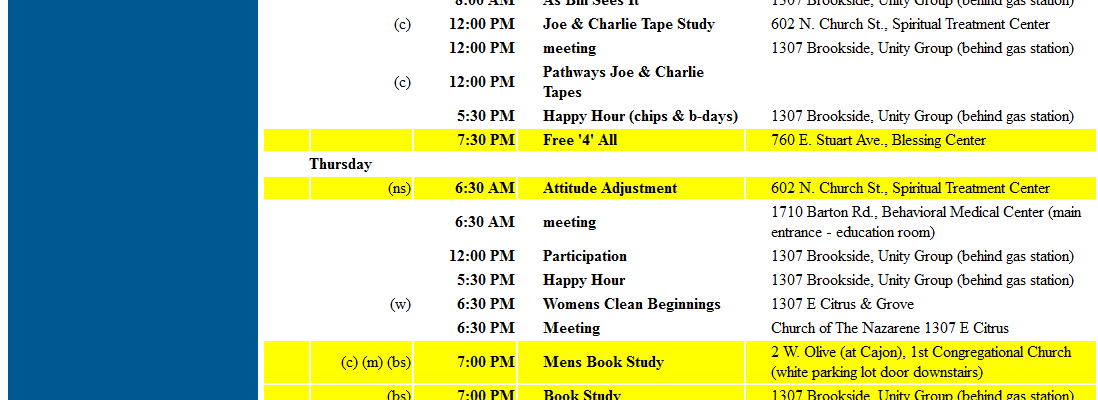 8:00 AM As Bill Sees It 1307 Brookside, Unity Group (behind gas station)
(c) 12:00 PM Joe & Charlie Tape Study 602 N. Church St., Spiritual Treatment Center
12:00 PM meeting 1307 Brookside, Unity Group (behind gas station)
(c) 12:00 PM Pathways Joe & Charlie
Tapes
5:30 PM Happy Hour (chips & b-days) 1307 Brookside, Unity Group (behind gas station)
7:30 PM Free '4' All 760 E. Stuart Ave., Blessing Center
Thursday
(ns) 6:30 AM Attitude Adjustment 602 N. Church St., Spiritual Treatment Center
6:30 AM meeting 1710 Barton Rd., Behavioral Medical Center (main
entrance - education room)
12:00 PM Participation 1307 Brookside, Unity Group (behind gas station)
5:30 PM Happy Hour 1307 Brookside, Unity Group (behind gas station)
(w) 6:30 PM Womens Clean Beginnings 1307 E Citrus & Grove
6:30 PM Meeting Church of The Nazarene 1307 E Citrus
(c) (m) (bs) 7:00 PM Mens Book Study 2 W. Olive (at Cajon), 1st Congregational Church
(white parking lot door downstairs)
(bs) 7:00 PM Book Study 1307 Brookside, Unity Group (behind gas station)